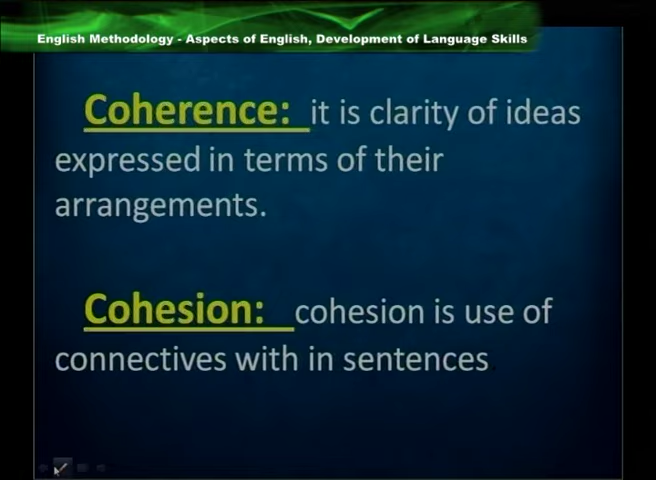 English Methodology - Aspects of English, Development of Language Skills
Coherence: it is clarity of ideas
expressed in terms of their
arrangements.
Cohesion: cohesion is use of
connectives with in sentences.